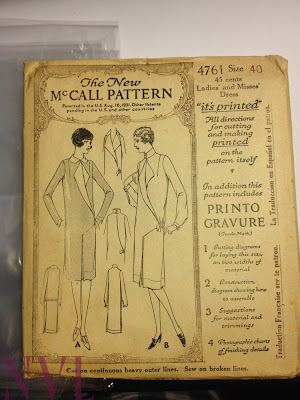 The New
McCALL PATTERN
Patented in the U.S. Aug. 16, 1921. Other Patents
pending in U.S. and other countries
4761 Size 40
45 cents
Ladies' and Misses'
Dress
"it's printed"
All directions
for cutting
and making
printed
on the
pattern itself
In addition this
pattern includes
PRINTO
GRAVURE
(Trade-Mark)
1 Cutting diagrams
for laying this size
on two widths of
material
2 Construction
diagram showing how
to assemble
3 Suggestions
for material and
trimmings
4 Photographic charts
of finishing details
La Traduccion en Español en el patron.
Traduction Française sur le patron.
A
B
Cut on continuous heavy outer lines. Sew on broken lines.
NVL